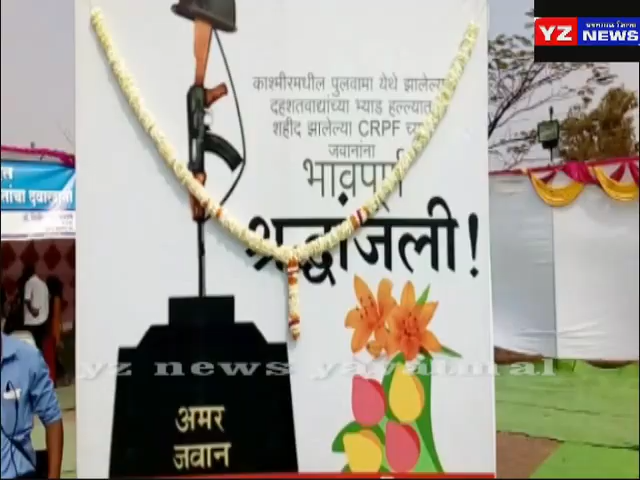 YZ NEWS
काश्मीरमधील पुलवामा येथे झालेल्या
दहशतवाद्यांच्या भ्याड हल्ल्यात
शहीद झालेल्या CRPF च्या
जवानांना
भावपूर्ण
श्रद्धांजली!
yz news yavatmal
अमर
जवान